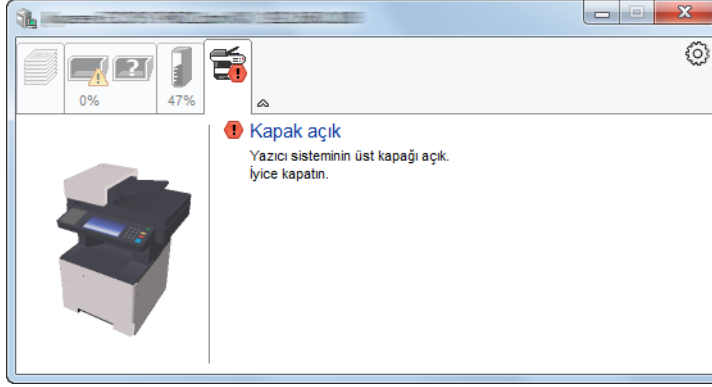 0%
47%
Kapak açık
Yazıcı sisteminin üst kapağı açık.
İyice kapatın.